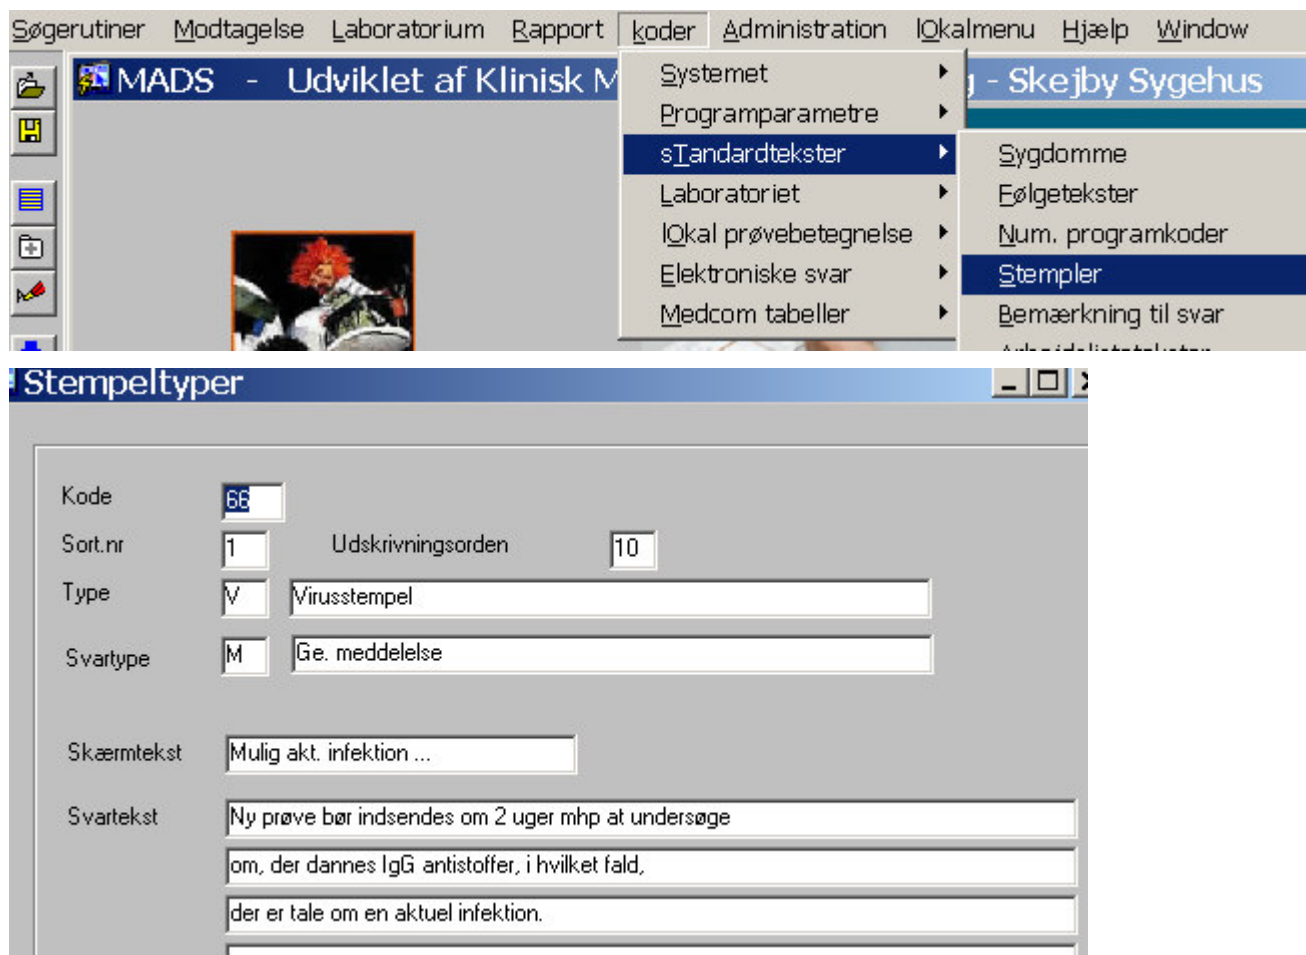 Søgerutiner Modtagelse Laboratorium Rapport koder Administration lOkalmenu Hjælp Window
MADS - Udviklet af Klinisk M
- Skejby Sygehus
Systemet
Programparametre
sTandardtekster
Laboratoriet
lOkal prøvebetegnelse
Elektroniske svar
Medcom tabeller
Sygdomme
Følgetekster
Num. programkoder
Stempler
Bemærkning til svar
Stempeltyper
Kode 66
Sort.nr 1 Udskrivningsorden 10
Type V Virusstempel
Svartype M Ge. meddelelse
Skærmtekst Mulig akt. infektion ...
Svartekst Ny prøve bør indsendes om 2 uger mhp at undersøge
om, der dannes IgG antistoffer, i hvilket fald,
der er tale om en aktuel infektion.